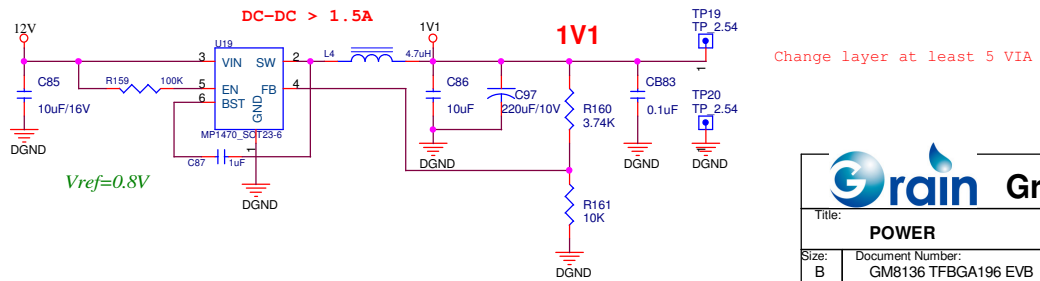 DC-DC > 1.5A
12V
1V1
1V1
TP19
TP_2.54
1
Change layer at least 5 VIA
U19
3
VIN
SW
2
L4
4.7uH
C85
10uF/16V
R159
100K
5
EN
FB
4
6
BST
GND
1
MP1470_SOT23-6
C87
1uF
C86
10uF
C97
220uF/10V
R160
3.74K
CB83
0.1uF
TP20
TP_2.54
1
DGND
DGND
DGND
DGND
DGND
Vref=0.8V
R161
10K
DGND
Grain
Gr
Title:
POWER
Size:
B
Document Number:
GM8136 TFBGA196 EVB